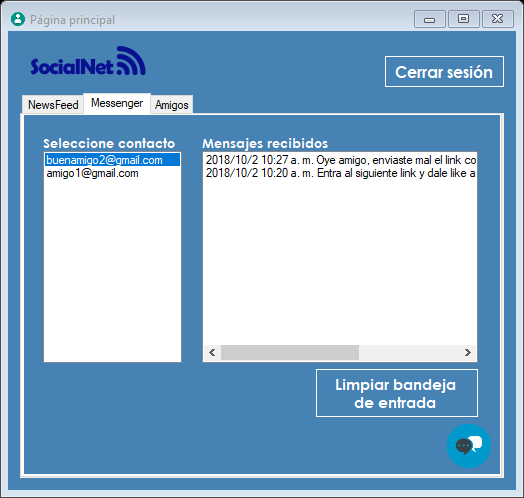 Página principal
SocialNet
Cerrar sesión
NewsFeed Messenger Amigos
Seleccione contacto
buenamigo2@gmail.com
amigo1@gmail.com
Mensajes recibidos
2018/10/2 10:27 a. m. Oye amigo, enviaste mal el link co
2018/10/2 10:20 a. m. Entra al siguiente link y dale like a
Limpiar bandeja
de entrada